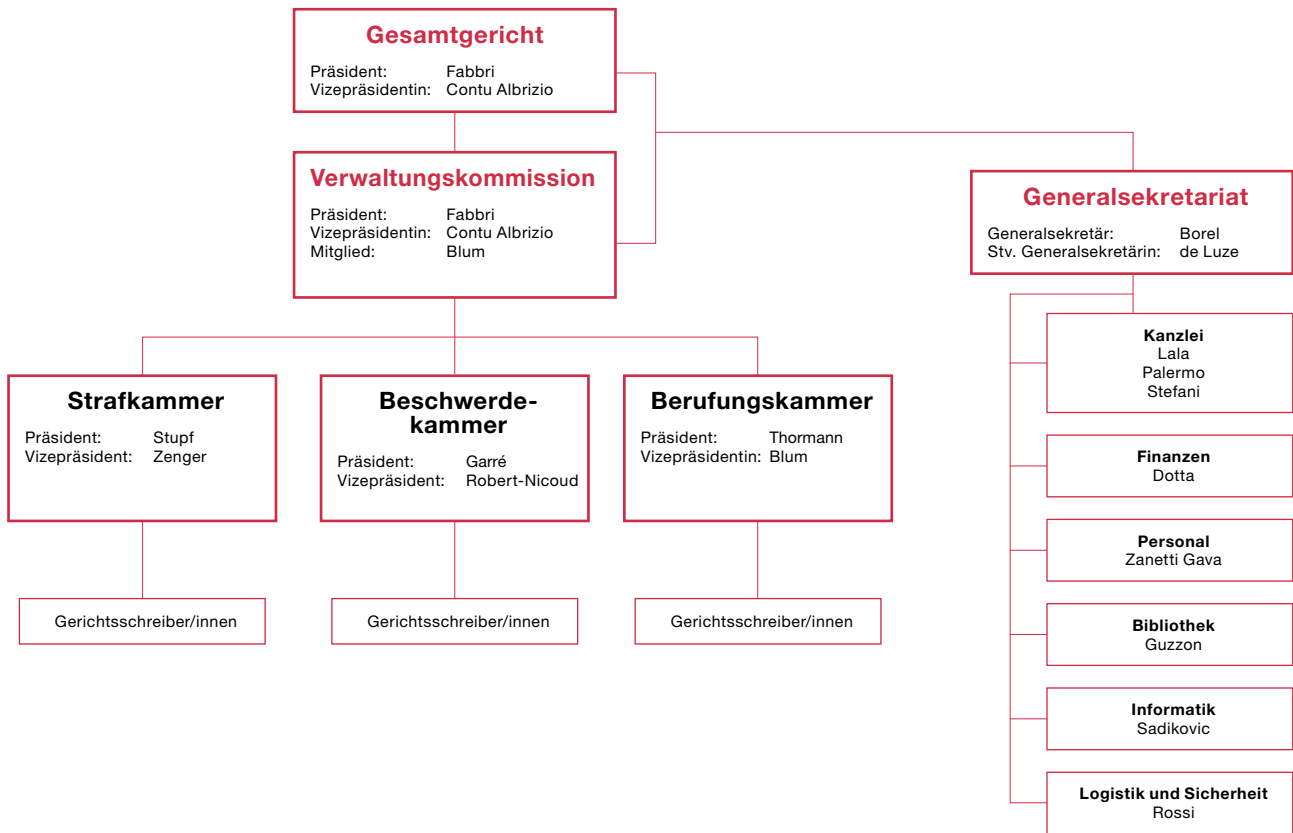 Gesamtgericht
Präsident: Fabbri
Vizepräsidentin: Contu Albrizio
Verwaltungskommission
Präsident: Fabbri
Vizepräsidentin: Contu Albrizio
Mitglied: Blum
Generalsekretariat
Generalsekretär: Borel
Stv. Generalsekretärin: de Luze
Strafkammer
Präsident: Stupf
Vizepräsident: Zenger
Beschwerde-
kammer
Präsident: Garré
Vizepräsident: Robert-Nicoud
Berufungskammer
Präsident: Thormann
Vizepräsidentin: Blum
Gerichtsschreiber/innen
Gerichtsschreiber/innen
Gerichtsschreiber/innen
Kanzlei
Lala
Palermo
Stefani
Finanzen
Dotta
Personal
Zanetti Gava
Bibliothek
Guzzon
Informatik
Sadikovic
Logistik und Sicherheit
Rossi